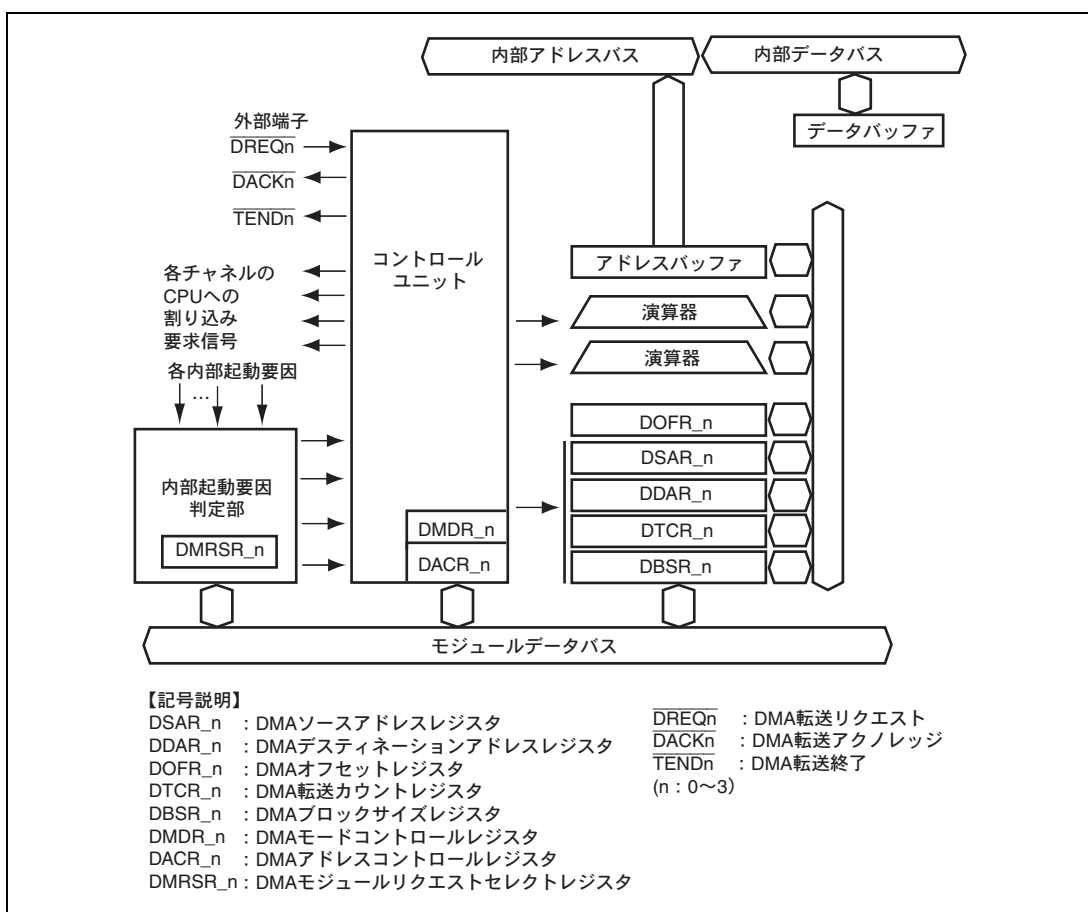 内部アドレスバス
内部データバス
データバッファ
外部端子
DREQn
DACKn
TENDn
コントロール
ユニット
アドレスバッファ
各チャネルの
CPUへの
割り込み
要求信号
演算器
演算器
各内部起動要因
…
内部起動要因
判定部
DMRSR_n
DMDR_n
DACR_n
DOFR_n
DSAR_n
DDAR_n
DTCR_n
DBSR_n
モジュールデータバス
【記号説明】
DSAR_n :DMAソースアドレスレジスタ
DDAR_n :DMAデスティネーションアドレスレジスタ
DOFR_n :DMAオフセットレジスタ
DTCR_n :DMA転送カウントレジスタ
DBSR_n :DMAブロックサイズレジスタ
DMDR_n :DMAモードコントロールレジスタ
DACR_n :DMAアドレスコントロールレジスタ
DMRSR_n:DMAモジュールリクエストセレクトレジスタ
DREQn :DMA転送リクエスト
DACKn :DMA転送アクノレッジ
TENDn :DMA転送終了
(n:0〜3)